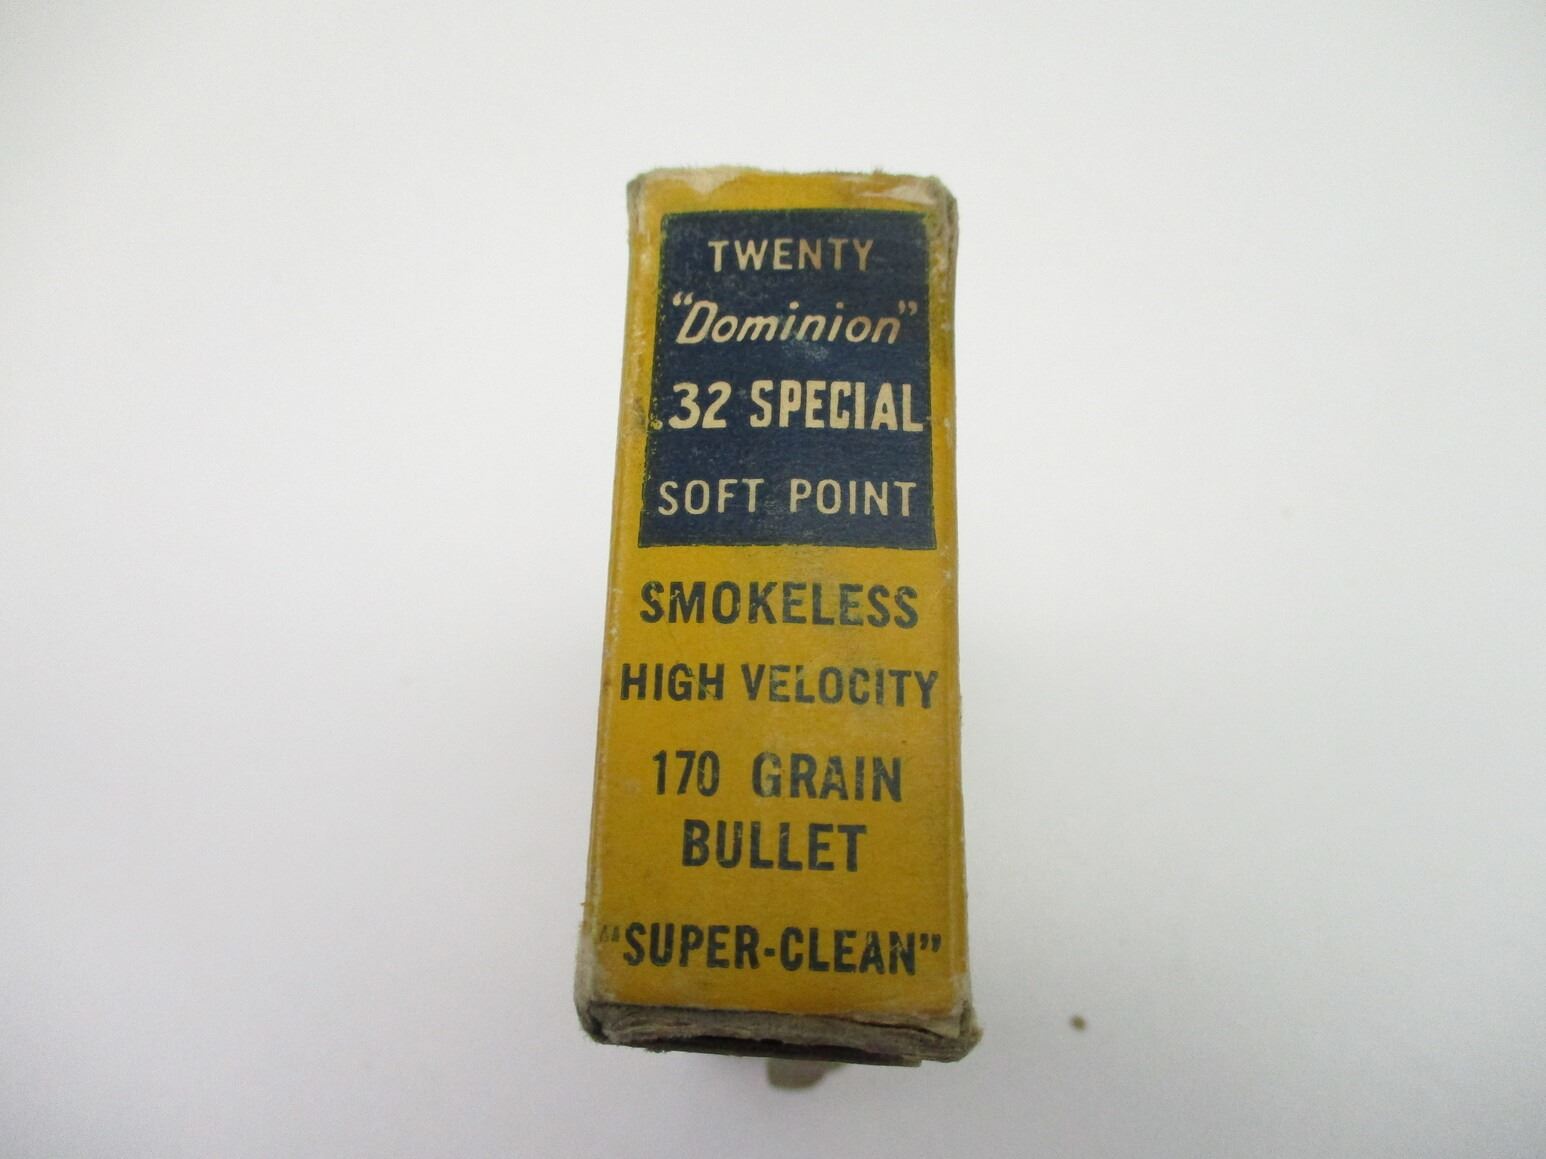 TWENTY
"Dominion"
.32 SPECIAL
SOFT POINT
SMOKELESS
HIGH VELOCITY
170 GRAIN
BULLET
"SUPER-CLEAN"